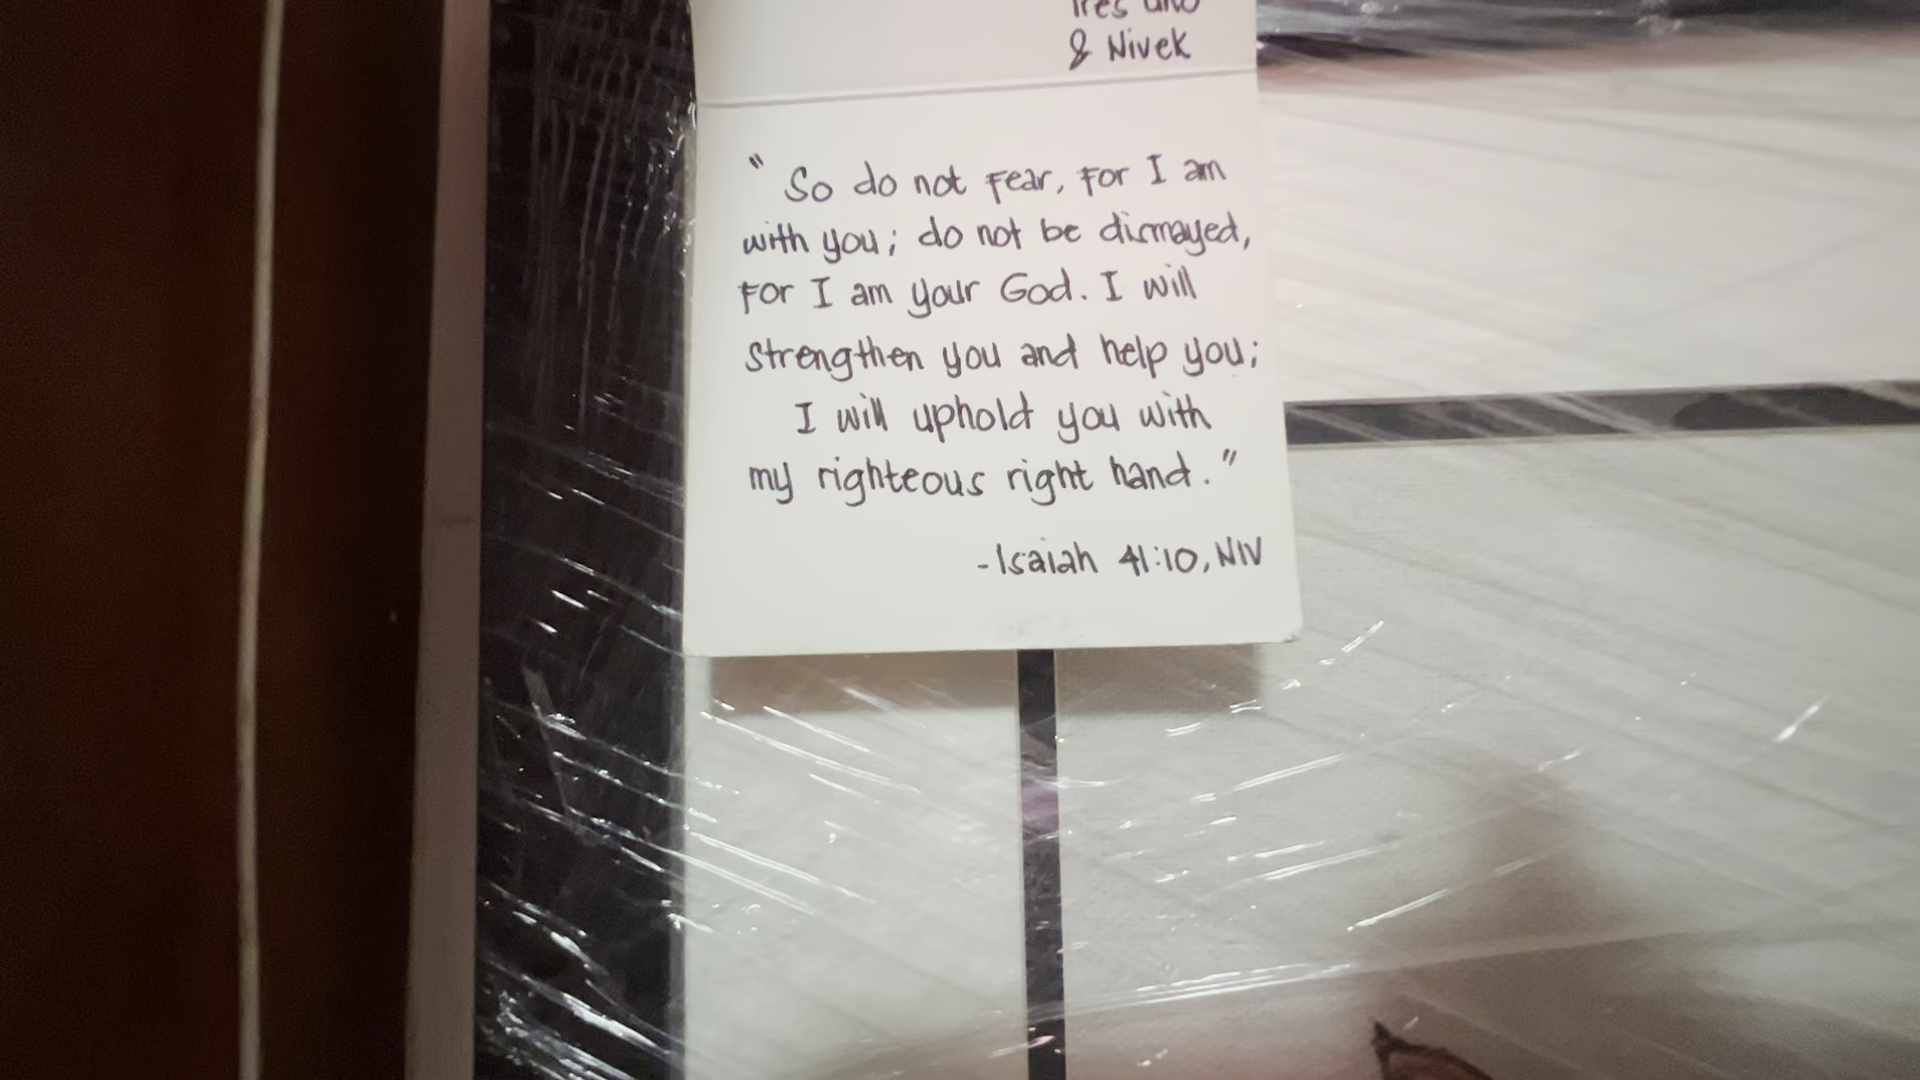 & Nivek
" So do not fear, for I am
with you; do not be dismayed,
for I am your God. I will
strengthen you and help you;
I will uphold you with
my righteous right hand."
-Isaiah 41:10, NIV